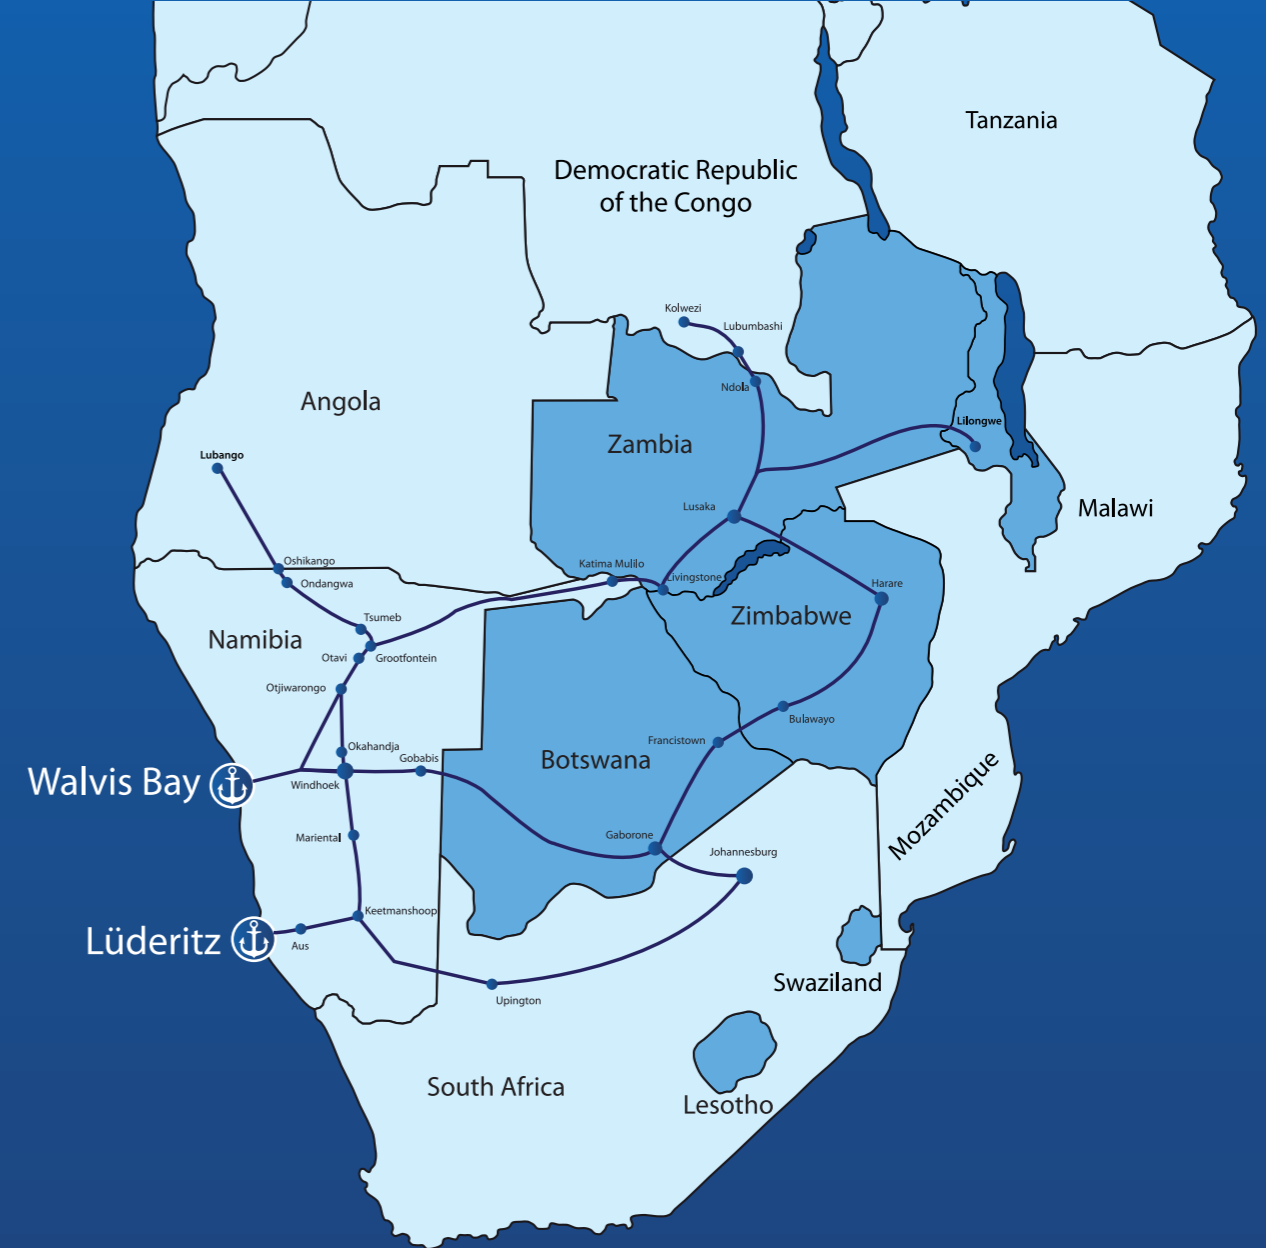 Tanzania
Democratic Republic
of the Congo
Kolwezi
Lubumbashi
Ndola
Angola
Lilongwe
Zambia
Lubango
Lusaka
Malawi
Oshikango
Katima Mulilo
Livingstone
Ondangwa
Harare
Tsumeb
Zimbabwe
Namibia
Otavi
Grootfontein
Otjiwarongo
Bulawayo
Francistown
Okahandja
Gobabis
Botswana
Walvis Bay
Windhoek
Mozambique
Mariental
Gaborone
Johannesburg
Keetmanshoop
Lüderitz
Aus
Swaziland
Upington
South Africa
Lesotho